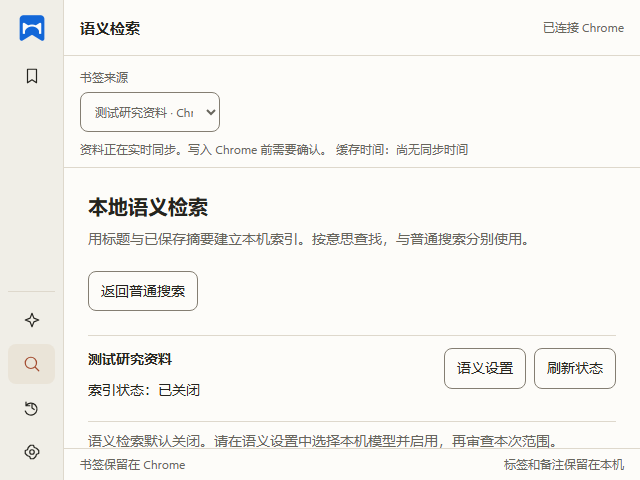 语义检索
已连接 Chrome
书签来源
测试研究资料 · Chr
资料正在实时同步。写入 Chrome 前需要确认。 缓存时间：尚无同步时间
本地语义检索
用标题与已保存摘要建立本机索引。按意思查找，与普通搜索分别使用。
返回普通搜索
测试研究资料
索引状态：已关闭
语义设置
刷新状态
语义检索默认关闭。请在语义设置中选择本机模型并启用，再审查本次范围。
书签保留在 Chrome
标签和备注保留在本机